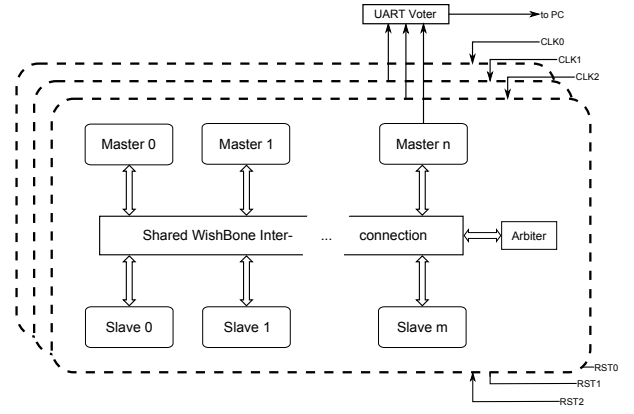 UART Voter
to PC
CLK0
CLK1
CLK2
Master 0
Master 1
Master n
Shared WishBone Inter- ... connection
Arbiter
Slave 0
Slave 1
Slave m
RST0
RST1
RST2